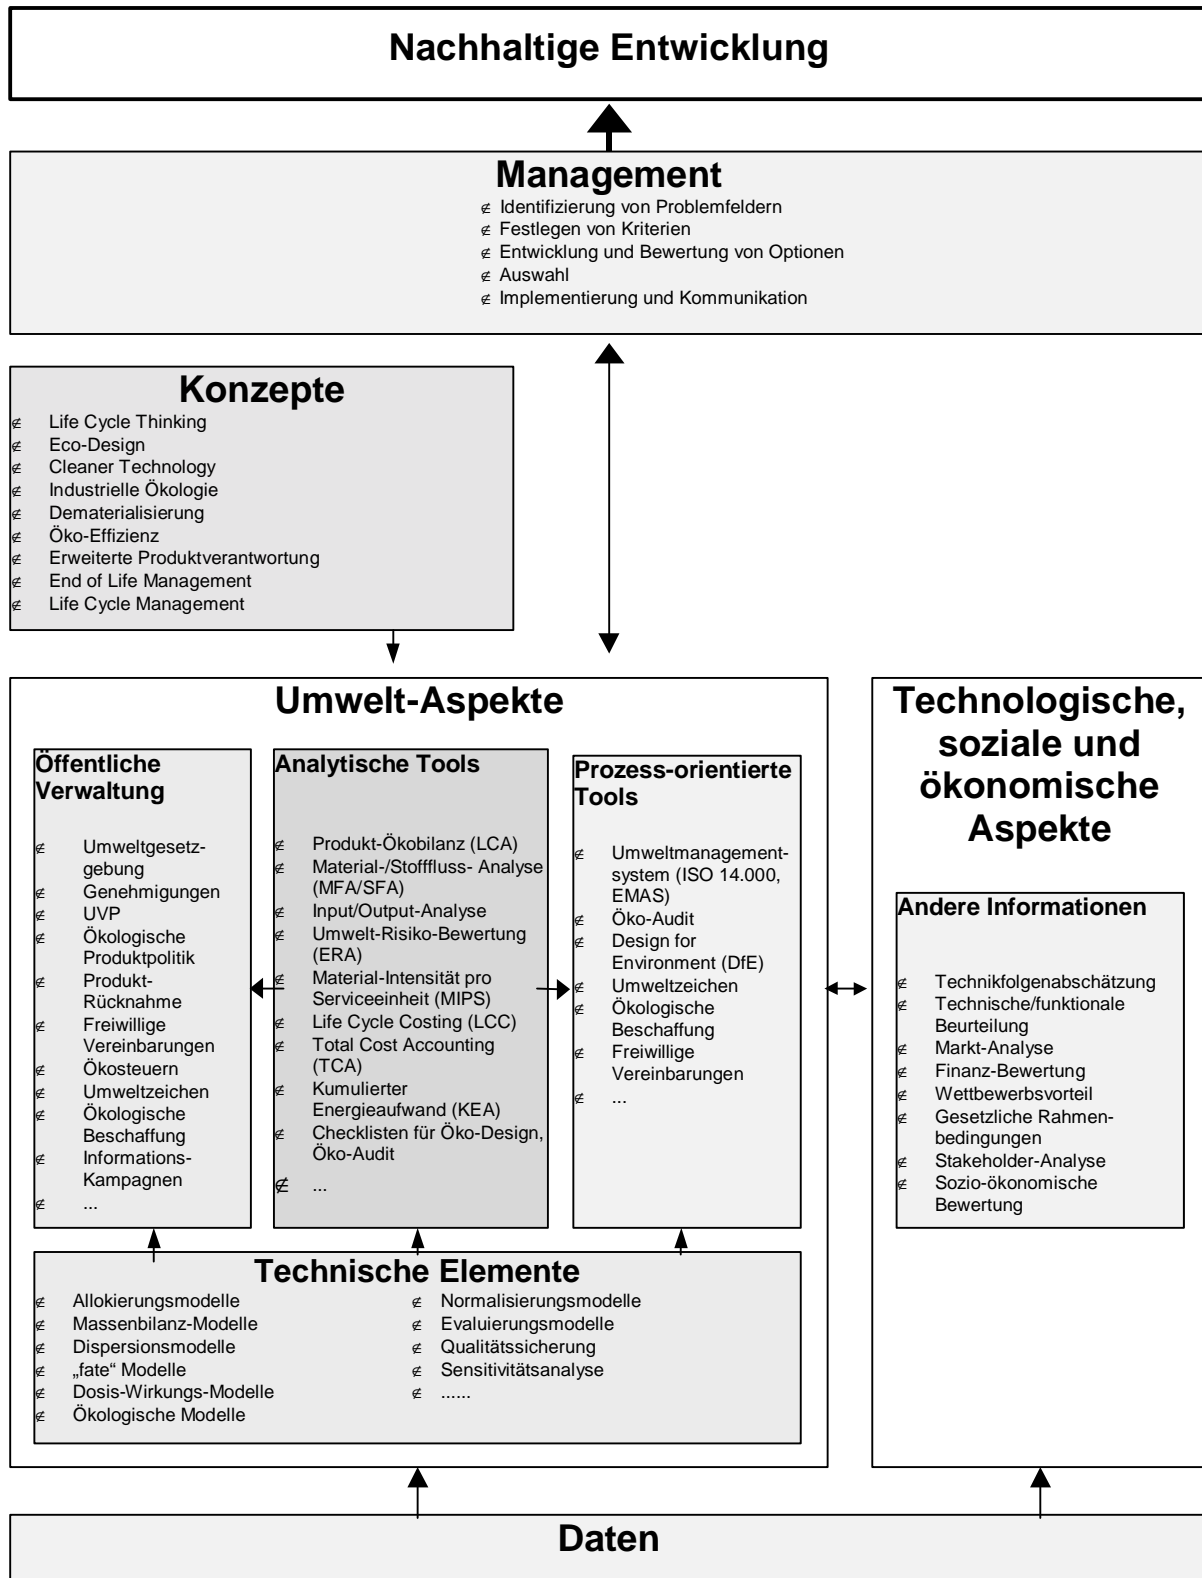 Nachhaltige Entwicklung
Management
∉ Identifizierung von Problemfeldern
∉ Festlegen von Kriterien
∉ Entwicklung und Bewertung von Optionen
∉ Auswahl
∉ Implementierung und Kommunikation
Konzepte
∉ Life Cycle Thinking
∉ Eco-Design
∉ Cleaner Technology
∉ Industrielle Ökologie
∉ Dematerialisierung
∉ Öko-Effizienz
∉ Erweiterte Produktverantwortung
∉ End of Life Management
∉ Life Cycle Management
Umwelt-Aspekte
Öffentliche
Verwaltung
∉ Umweltgesetz-
gebung
∉ Genehmigungen
∉ UVP
∉ Ökologische
Produktpolitik
∉ Produkt-
Rücknahme
∉ Freiwillige
Vereinbarungen
∉ Ökosteuern
∉ Umweltzeichen
∉ Ökologische
Beschaffung
∉ Informations-
Kampagnen
∉ ...
Analytische Tools
∉ Produkt-Ökobilanz (LCA)
∉ Material-/Stofffluss- Analyse
(MFA/SFA)
∉ Input/Output-Analyse
∉ Umwelt-Risiko-Bewertung
(ERA)
∉ Material-Intensität pro
Serviceeinheit (MIPS)
∉ Life Cycle Costing (LCC)
∉ Total Cost Accounting
(TCA)
∉ Kumulierter
Energieaufwand (KEA)
∉ Checklisten für Öko-Design,
Öko-Audit
∉ ...
Prozess-orientierte
Tools
∉ Umweltmanagement-
system (ISO 14.000,
EMAS)
∉ Öko-Audit
∉ Design for
Environment (DfE)
∉ Umweltzeichen
∉ Ökologische
Beschaffung
∉ Freiwillige
Vereinbarungen
∉ ...
Technische Elemente
∉ Allokierungsmodelle
∉ Massenbilanz-Modelle
∉ Dispersionsmodelle
∉ „fate“ Modelle
∉ Dosis-Wirkungs-Modelle
∉ Ökologische Modelle
∉ Normalisierungsmodelle
∉ Evaluierungsmodelle
∉ Qualitätssicherung
∉ Sensitivitätsanalyse
∉ ......
Technologische,
soziale und
ökonomische
Aspekte
Andere Informationen
∉ Technikfolgenabschätzung
∉ Technische/funktionale
Beurteilung
∉ Markt-Analyse
∉ Finanz-Bewertung
∉ Wettbewerbsvorteil
∉ Gesetzliche Rahmen-
bedingungen
∉ Stakeholder-Analyse
∉ Sozio-ökonomische
Bewertung
Daten